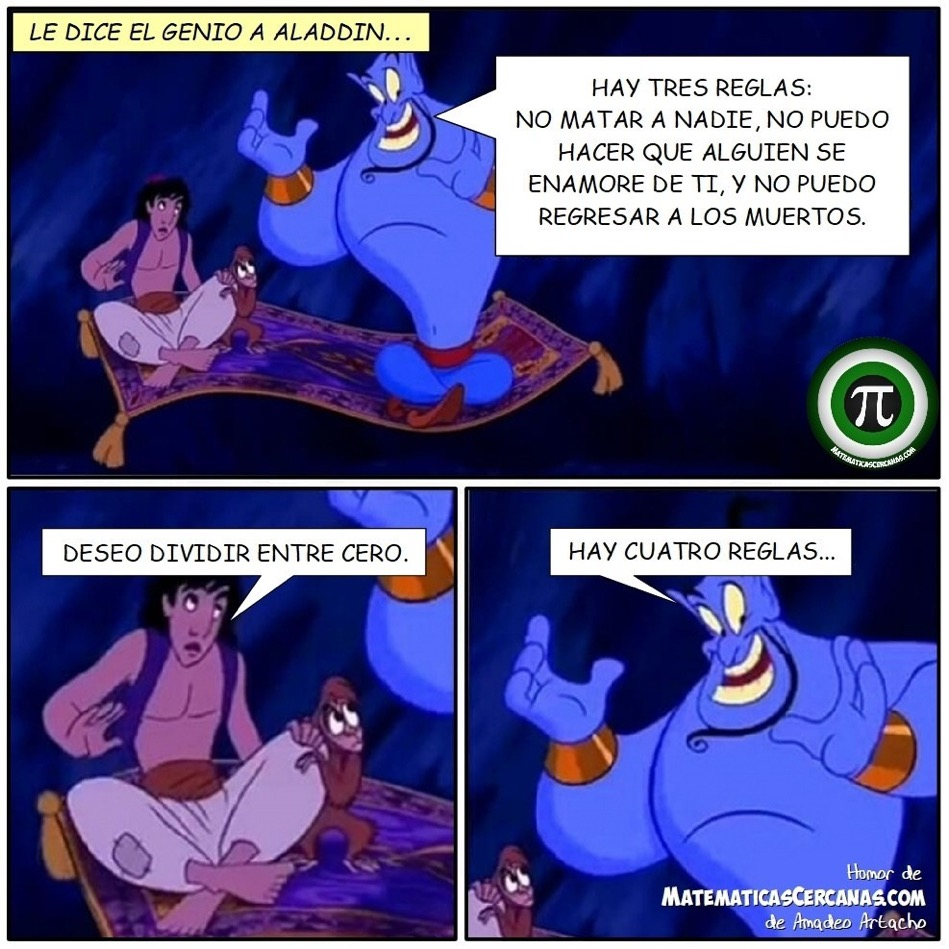 LE DICE EL GENIO A ALADDIN...
HAY TRES REGLAS:
NO MATAR A NADIE, NO PUEDO
HACER QUE ALGUIEN SE
ENAMORE DE TI, Y NO PUEDO
REGRESAR A LOS MUERTOS.
π
MATEMATICASCERCANAS.COM
DESEO DIVIDIR ENTRE CERO.
HAY CUATRO REGLAS...
Humor de
MATEMATICASCERCANAS.COM
de Amadeo Artacho